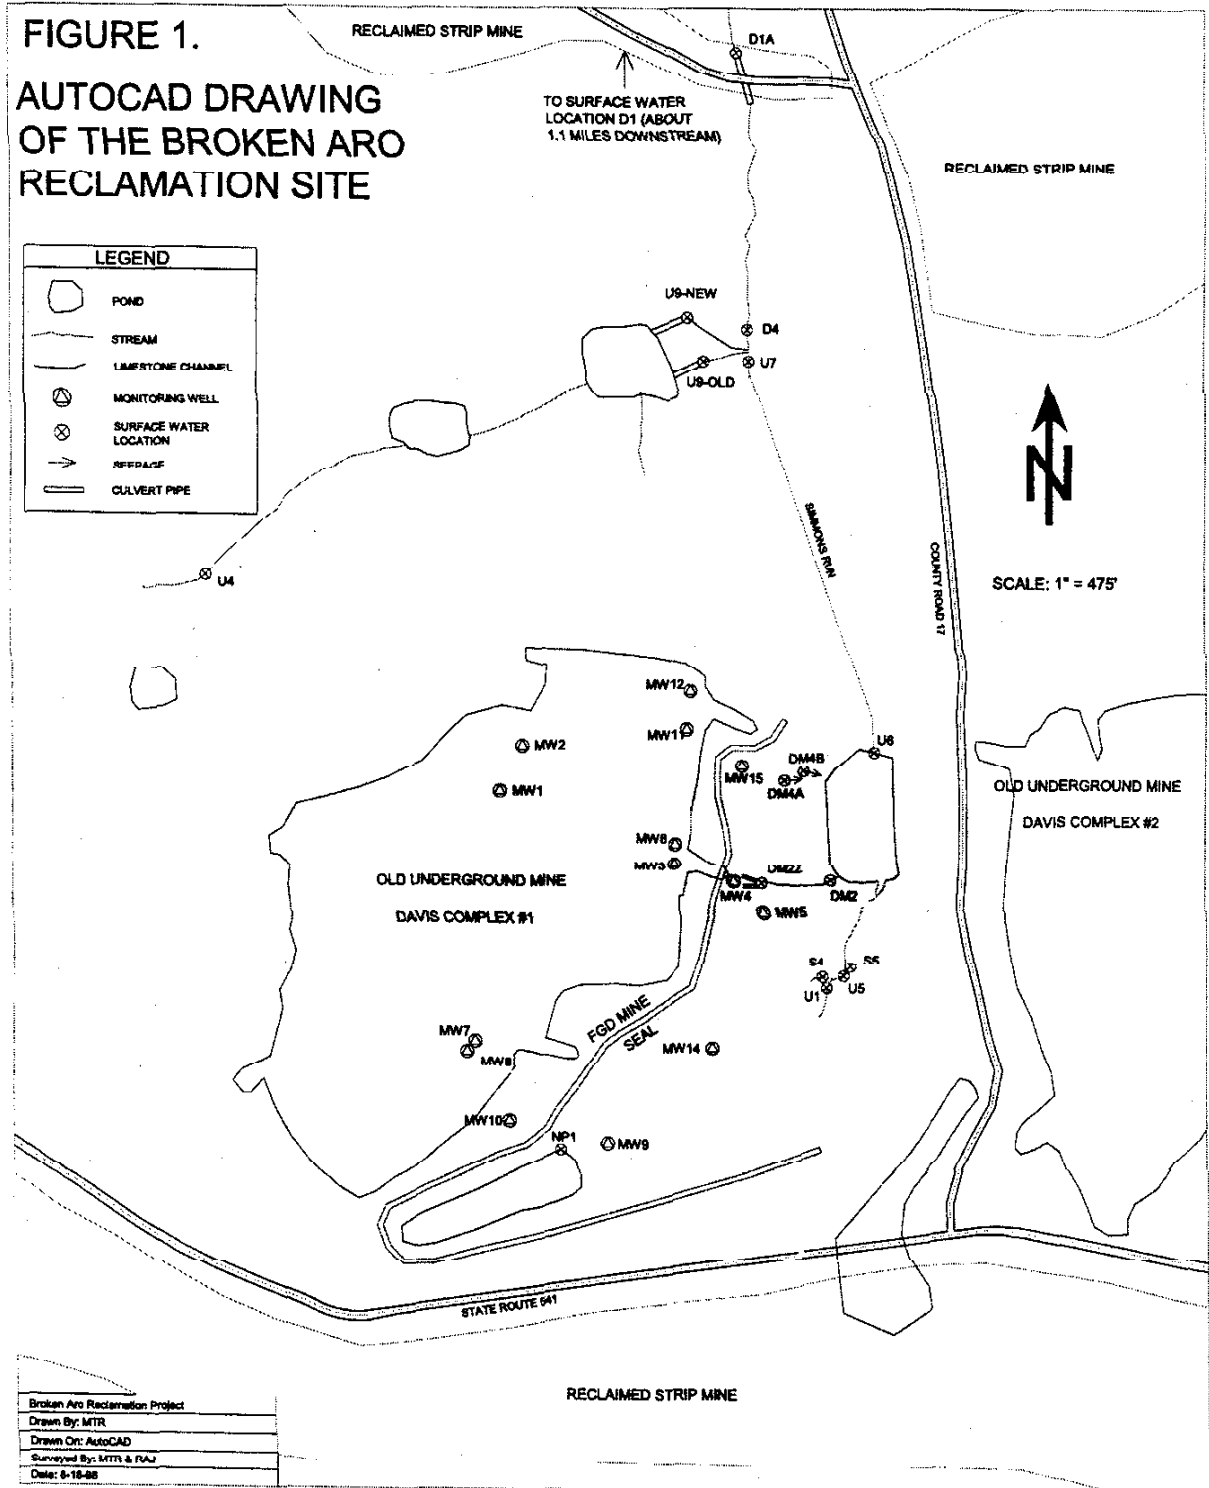 FIGURE 1.
AUTOCAD DRAWING
OF THE BROKEN ARO
RECLAMATION SITE
RECLAIMED STRIP MINE
D1A
TO SURFACE WATER
LOCATION D1 (ABOUT
1.1 MILES DOWNSTREAM)
RECLAIMED STRIP MINE
LEGEND
POND
STREAM
LIMESTONE CHANNEL
MONITORING WELL
SURFACE WATER
LOCATION
SEEPAGE
CULVERT PIPE
U9-NEW
D4
U7
U9-OLD
N
SIMMONS RUN
COUNTY ROAD 17
SCALE: 1" = 475'
U4
MW12
MW11
MW2
U6
DM4B
MW15
DM4A
MW1
OLD UNDERGROUND MINE
DAVIS COMPLEX #2
MW8
MW3
DM2Z
OLD UNDERGROUND MINE
DAVIS COMPLEX #1
MW4
DM2
MW5
S4
S5
U1
U5
FGD MINE
SEAL
MW7
MW14
MW10
NP1
MW9
STATE ROUTE 541
RECLAIMED STRIP MINE
Broken Aro Reclamation Project
Drawn By: MTR
Drawn On: AutoCAD
Surveyed By: MTR & RAJ